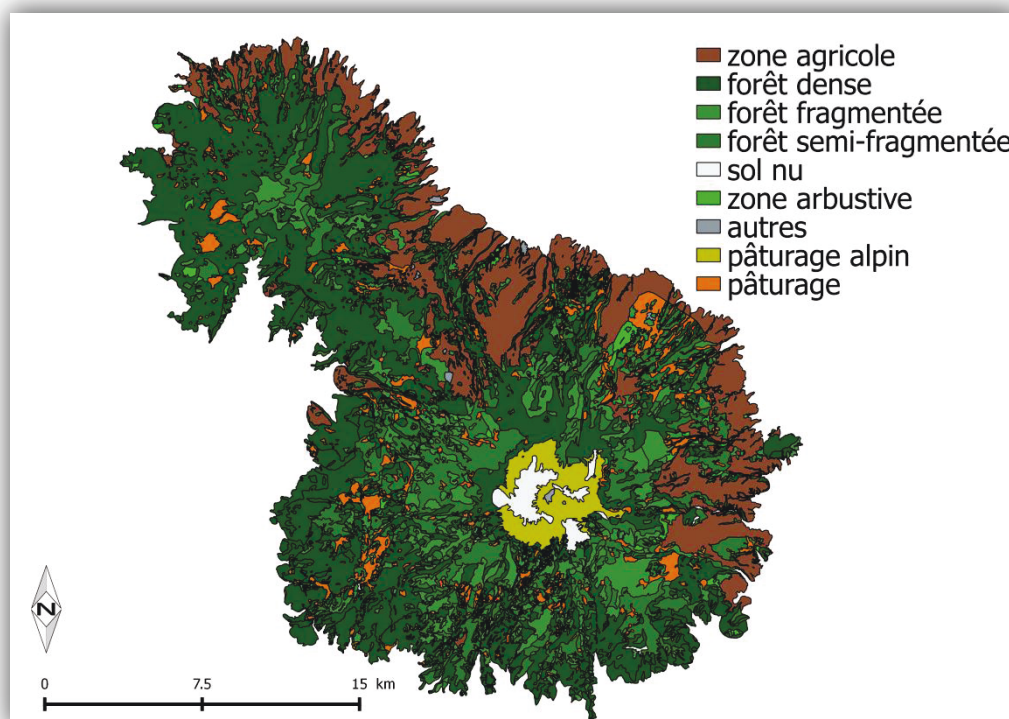 zone agricole
forêt dense
forêt fragmentée
forêt semi-fragmentée
sol nu
zone arbustive
autres
pâturage alpin
pâturage
N
0 7.5 15 km